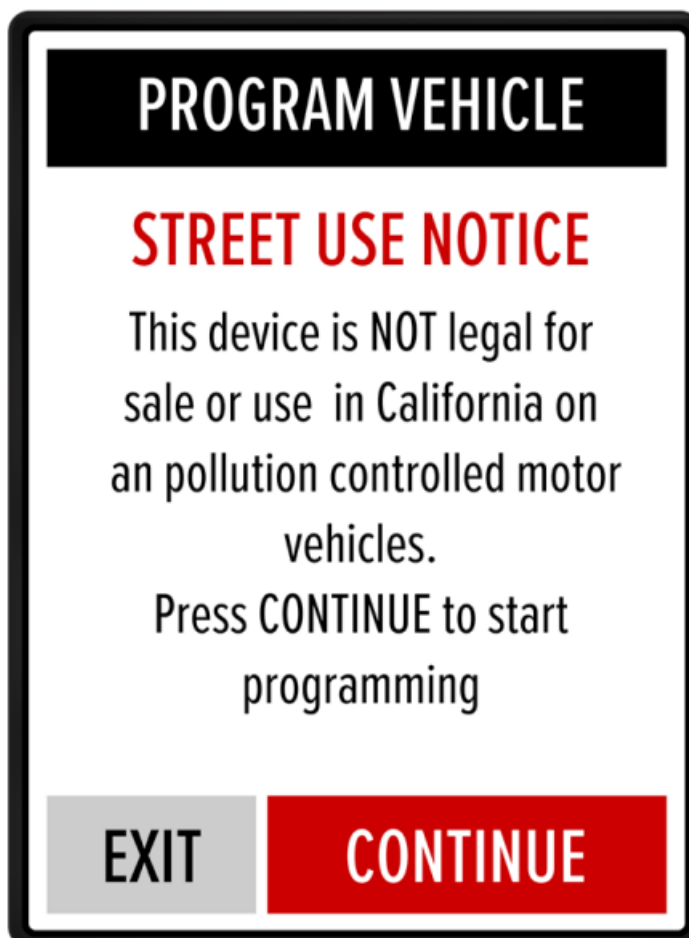 PROGRAM VEHICLE
STREET USE NOTICE
This device is NOT legal for
sale or use in California on
an pollution controlled motor
vehicles.
Press CONTINUE to start
programming
EXIT
CONTINUE